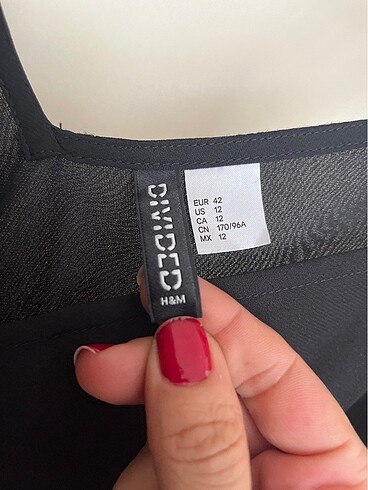 DIVIDED
H&M
EUR 42
US 12
CA 12
CN 170/96A
MX 12